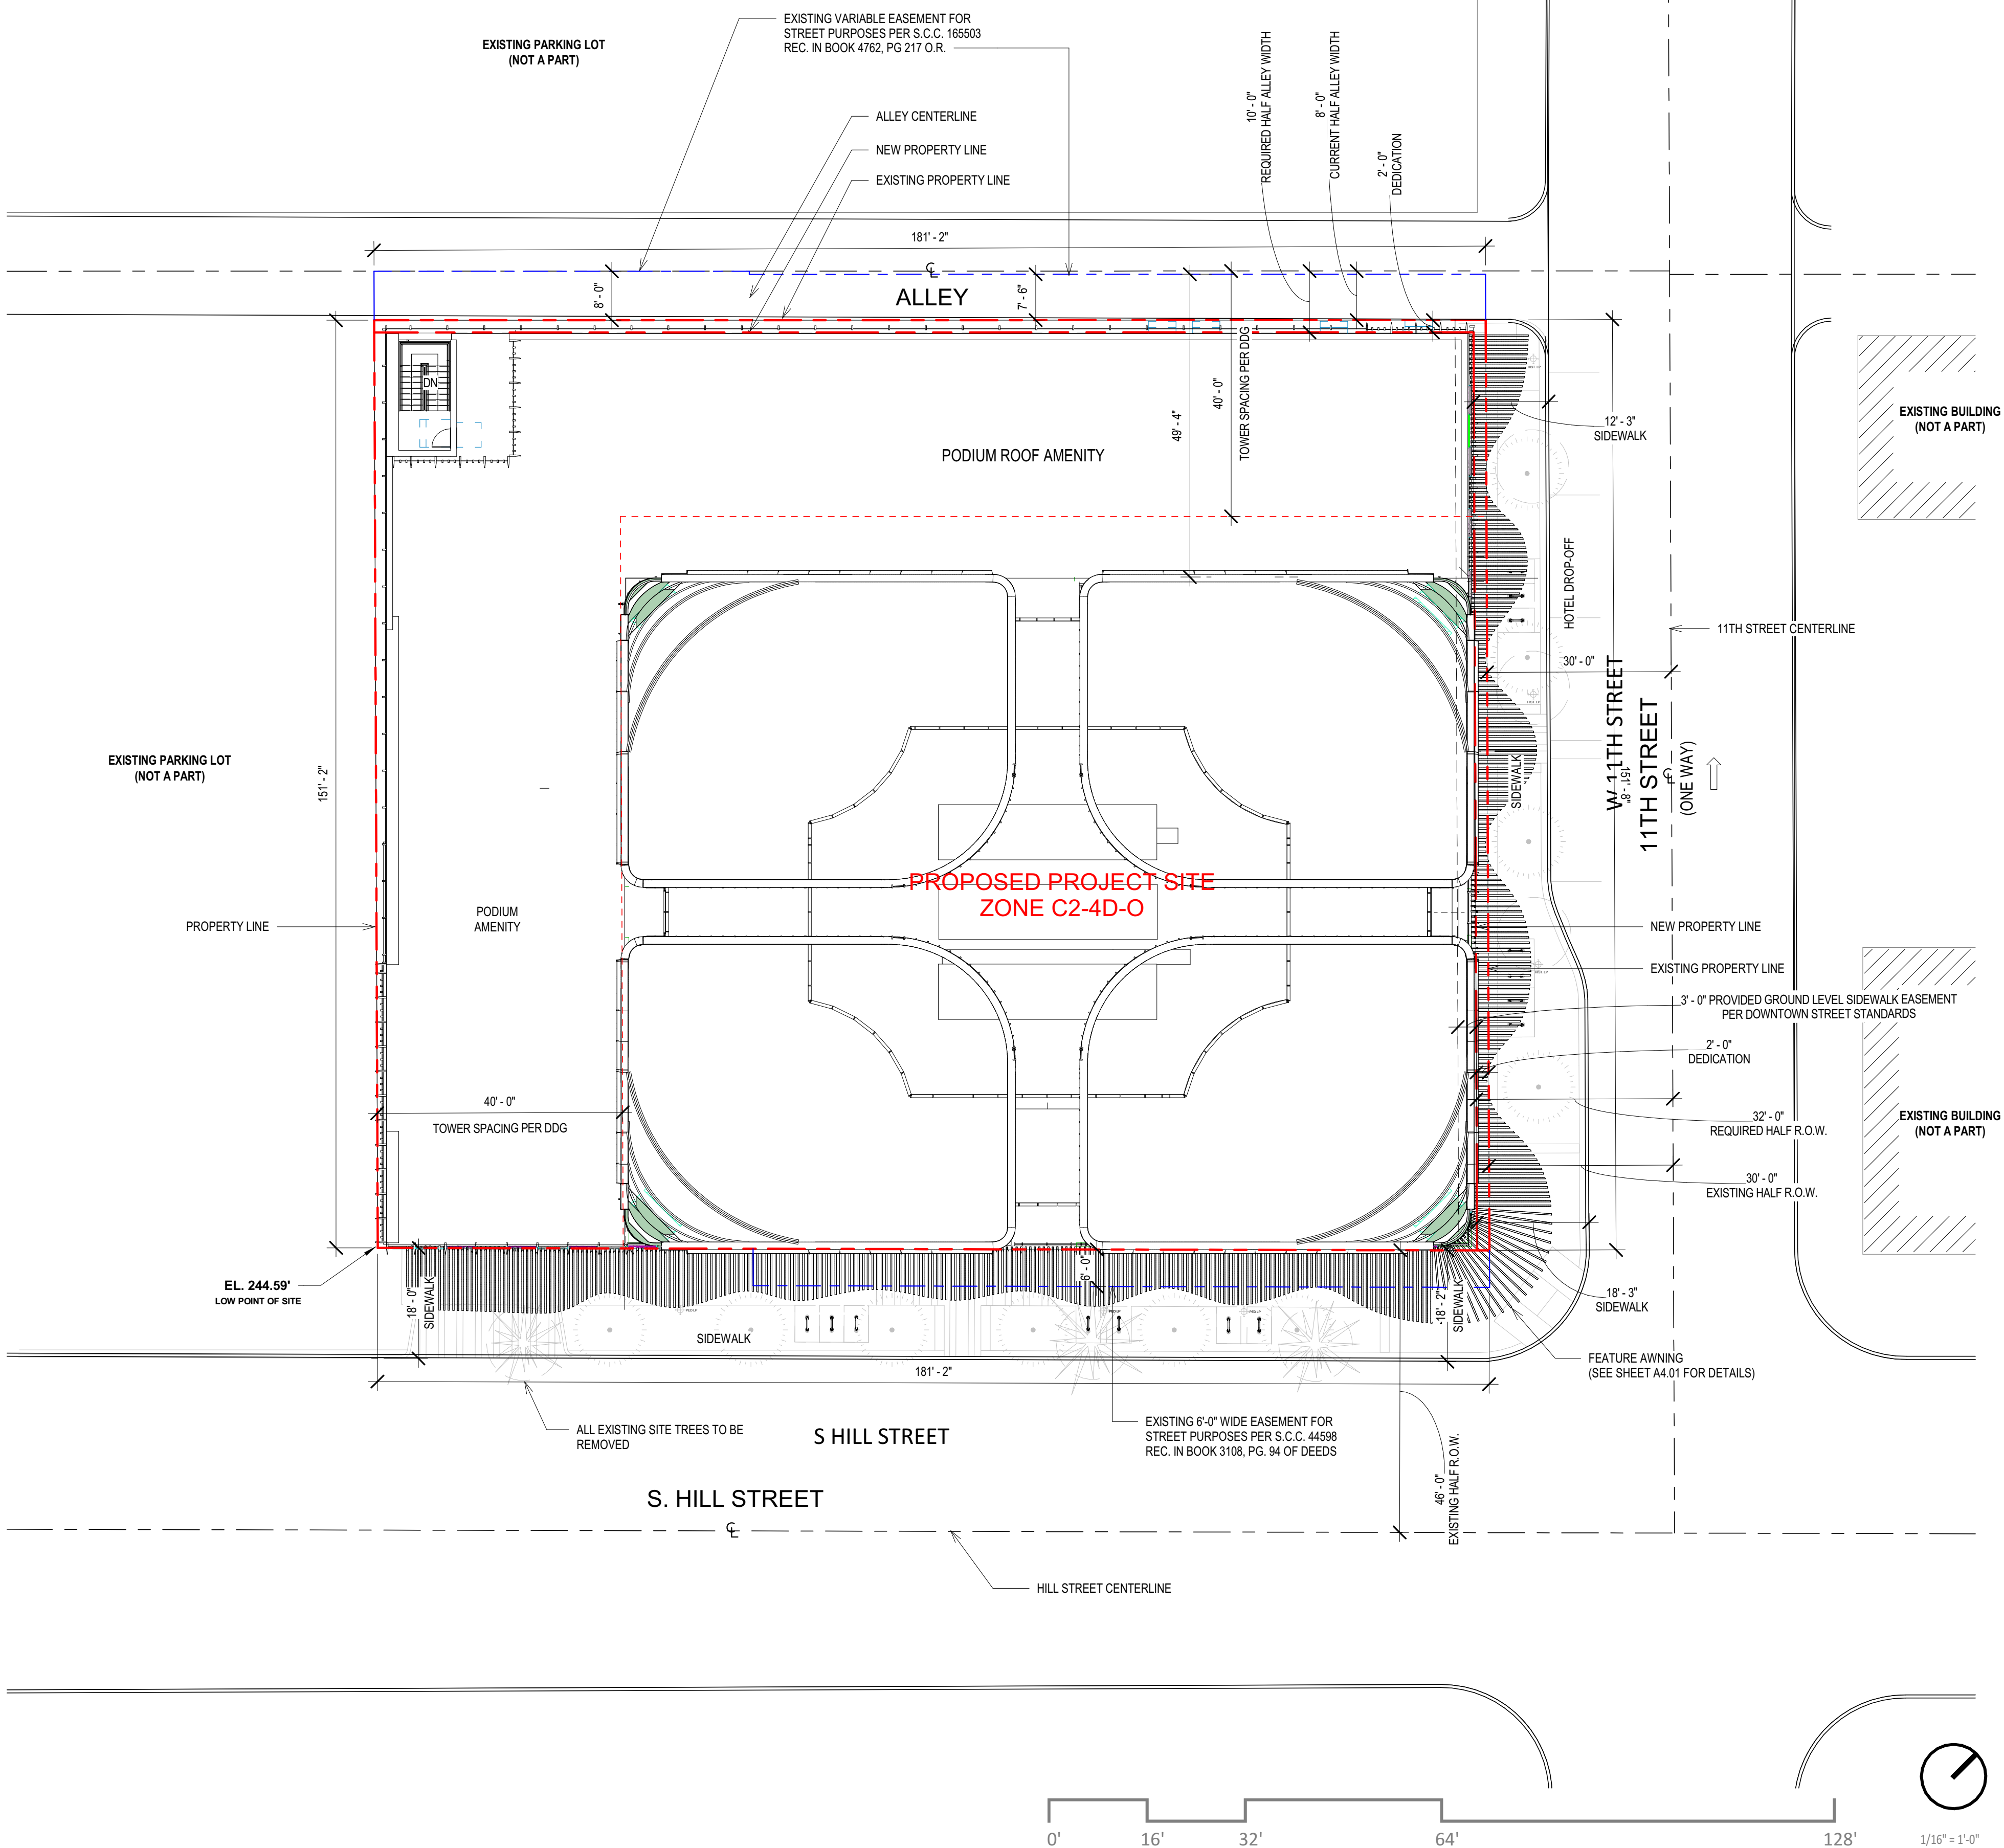 EXISTING VARIABLE EASEMENT FOR
STREET PURPOSES PER S.C.C. 165503
REC. IN BOOK 4762, PG 217 O.R.
EXISTING PARKING LOT
(NOT A PART)
10' - 0"
REQUIRED HALF ALLEY WIDTH
8' - 0"
CURRENT HALF ALLEY WIDTH
2' - 0"
DEDICATION
ALLEY CENTERLINE
NEW PROPERTY LINE
EXISTING PROPERTY LINE
181' - 2"
8' - 0"
ALLEY
7' - 6"
DN
49' - 4"
40' - 0"
TOWER SPACING PER DDG
PODIUM ROOF AMENITY
12' - 3"
SIDEWALK
EXISTING BUILDING
(NOT A PART)
HOTEL DROP-OFF
11TH STREET CENTERLINE
30' - 0"
W 11TH STREET
151' - 8"
11TH STREET
(ONE WAY)
SIDEWALK
EXISTING PARKING LOT
(NOT A PART)
151' - 2"
PROPOSED PROJECT SITE
ZONE C2-4D-O
PODIUM
AMENITY
PROPERTY LINE
NEW PROPERTY LINE
EXISTING PROPERTY LINE
3' - 0" PROVIDED GROUND LEVEL SIDEWALK EASEMENT
PER DOWNTOWN STREET STANDARDS
2' - 0"
DEDICATION
40' - 0"
TOWER SPACING PER DDG
32' - 0"
REQUIRED HALF R.O.W.
EXISTING BUILDING
(NOT A PART)
30' - 0"
EXISTING HALF R.O.W.
EL. 244.59'
LOW POINT OF SITE
18' - 0"
SIDEWALK
6' - 0"
18' - 2"
SIDEWALK
18' - 3"
SIDEWALK
SIDEWALK
FEATURE AWNING
(SEE SHEET A4.01 FOR DETAILS)
181' - 2"
ALL EXISTING SITE TREES TO BE
REMOVED
S HILL STREET
EXISTING 6'-0" WIDE EASEMENT FOR
STREET PURPOSES PER S.C.C. 44598
REC. IN BOOK 3108, PG. 94 OF DEEDS
46' - 0"
EXISTING HALF R.O.W.
S. HILL STREET
HILL STREET CENTERLINE
0'
16'
32'
64'
128'
1/16" = 1'-0"